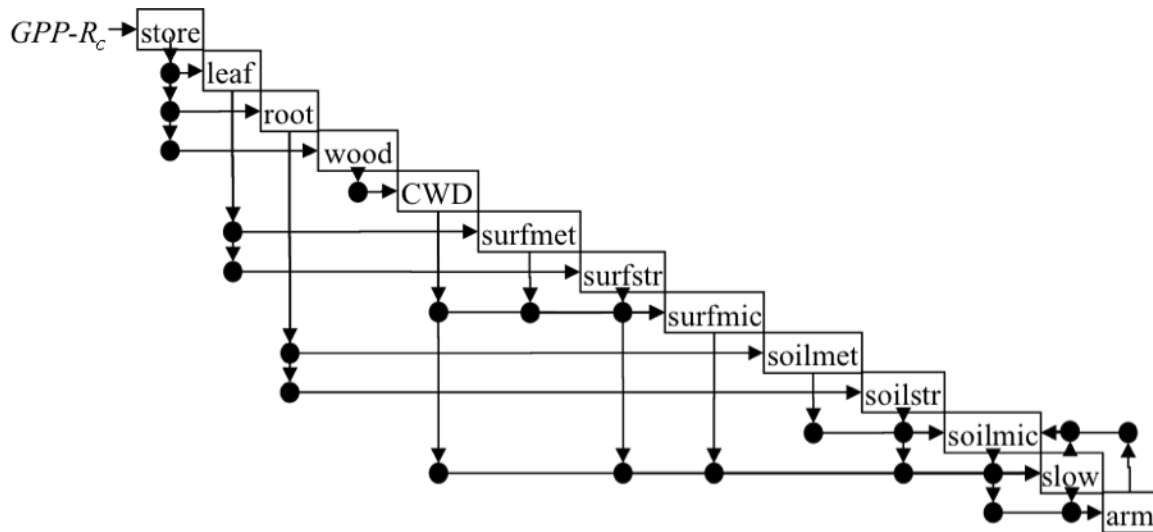 GPP-Rc
store
leaf
root
wood
CWD
surfmet
surfstr
surfmic
soilmet
soilstr
soilmic
slow
arm